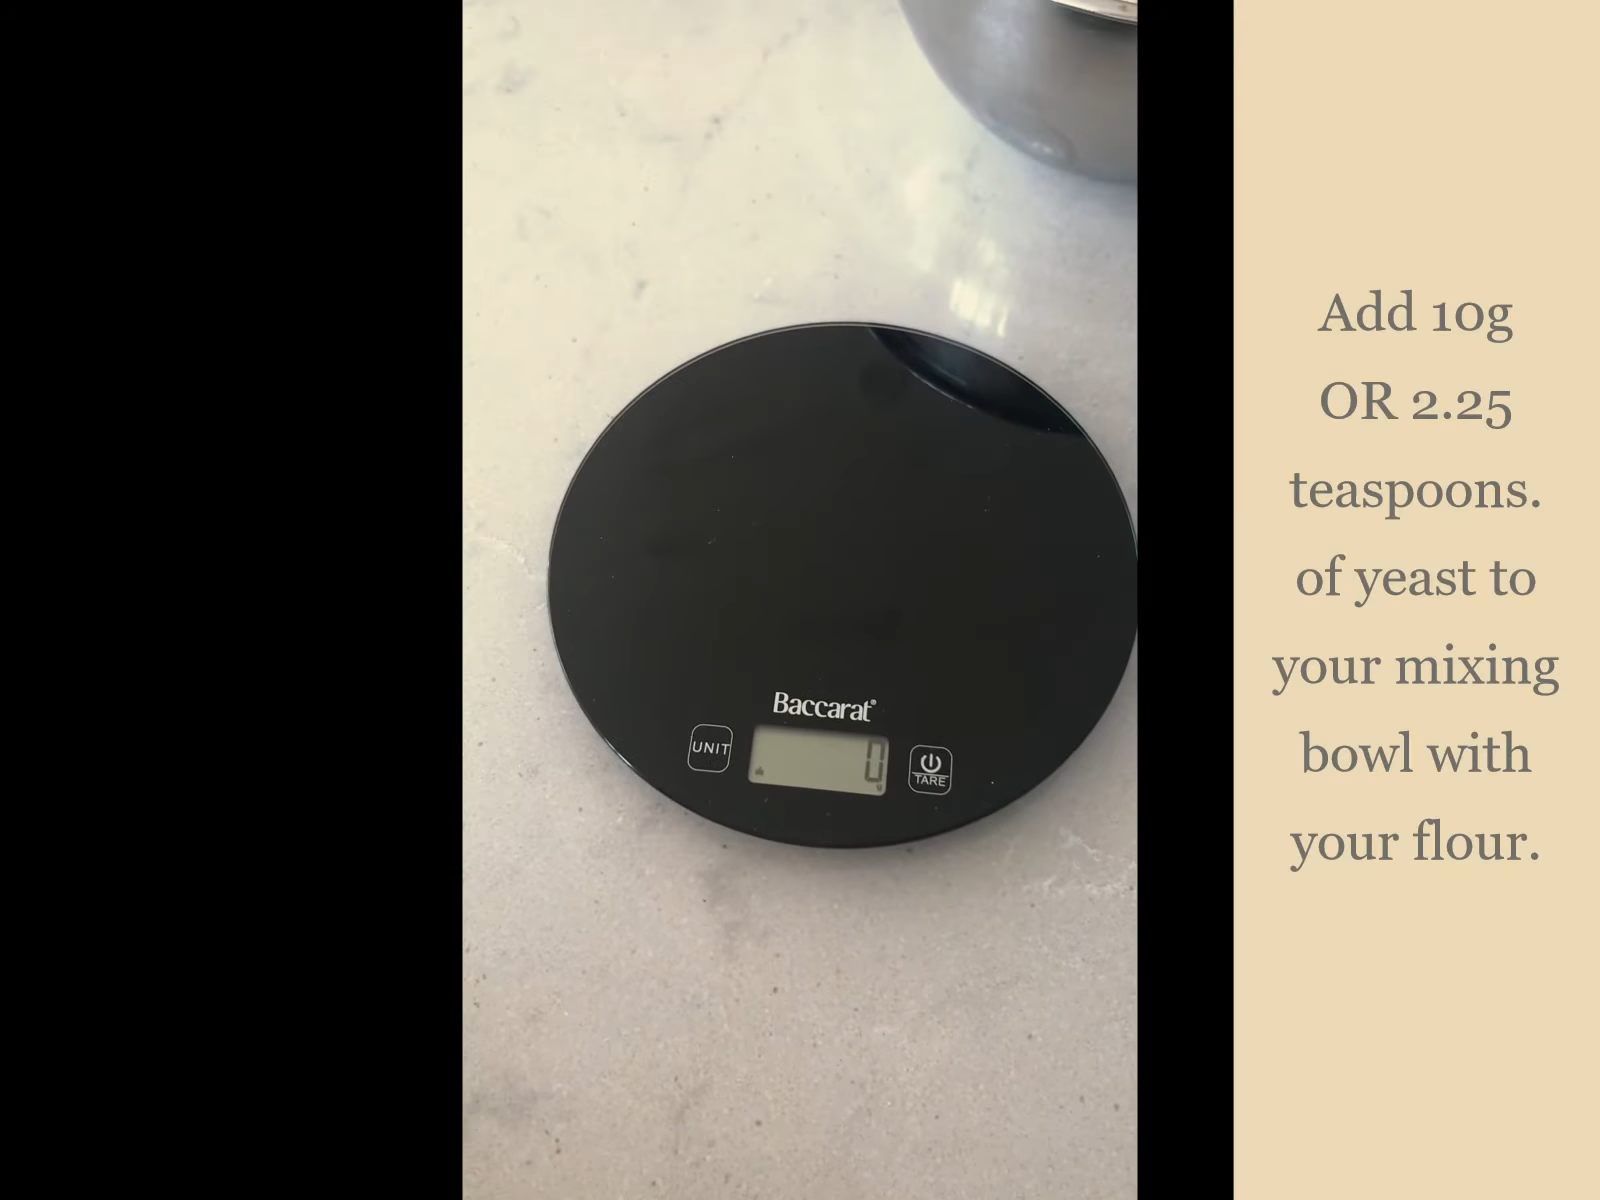 Add 10g
OR 2.25
teaspoons.
of yeast to
your mixing
bowl with
your flour.
Baccarat®
UNIT
0
g
TARE